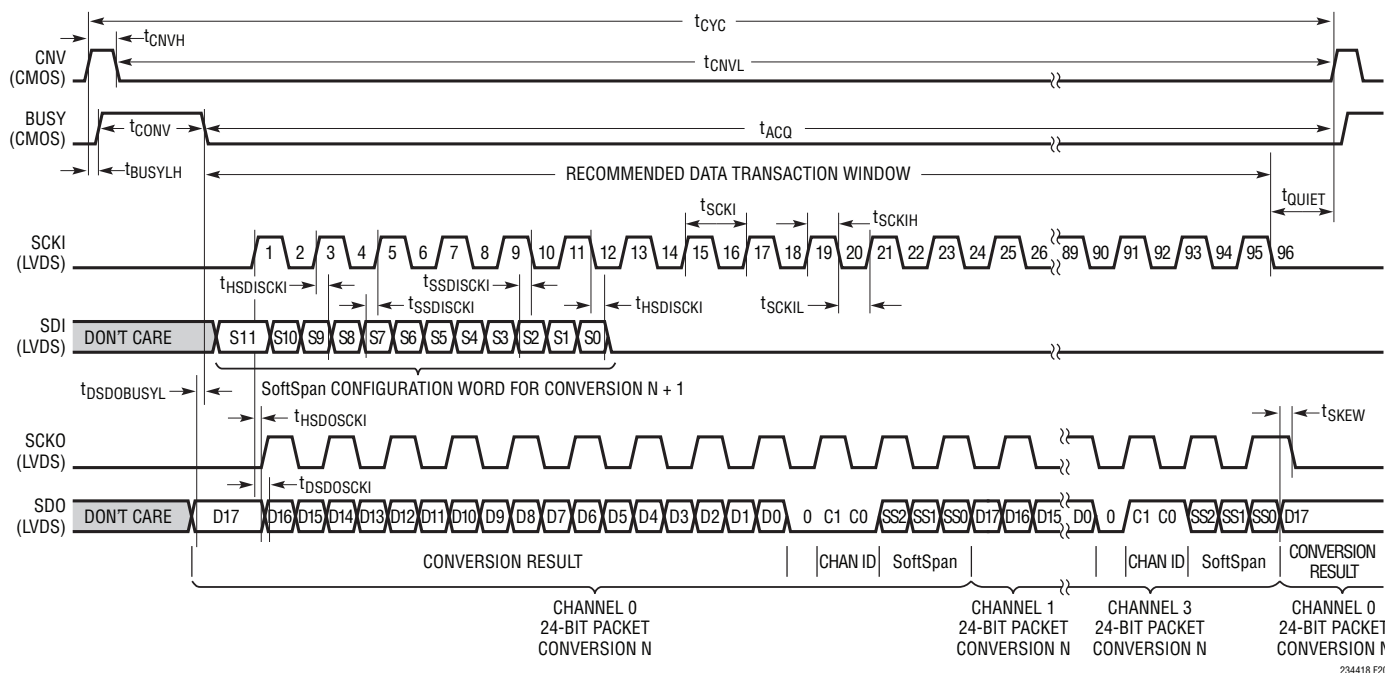 tCYC
tCNVH
CNV
(CMOS)
tCNVL
BUSY
(CMOS)
tCONV
tACQ
tBUSYLH
RECOMMENDED DATA TRANSACTION WINDOW
tQUIET
tSCKI
tSCKIH
SCKI
(LVDS)
1 2 3 4 5 6 7 8 9 10 11 12 13 14 15 16 17 18 19 20 21 22 23 24 25 26 89 90 91 92 93 94 95 96
tHSDISCKI
tSSDISCKI
tSSDISCKI
tHSDISCKI
tSCKIL
SDI
(LVDS)
DON'T CARE S11 S10 S9 S8 S7 S6 S5 S4 S3 S2 S1 S0
tDSDOBUSYL
SoftSpan CONFIGURATION WORD FOR CONVERSION N + 1
tHSDOSCKI
tSKEW
SCKO
(LVDS)
tDSDOSCKI
SDO
(LVDS)
DON'T CARE D17 D16 D15 D14 D13 D12 D11 D10 D9 D8 D7 D6 D5 D4 D3 D2 D1 D0 0 C1 C0 SS2 SS1 SS0 D17 D16 D15 D0 0 C1 C0 SS2 SS1 SS0 D17
CONVERSION RESULT
CHAN ID
SoftSpan
CHAN ID
SoftSpan
CONVERSION
RESULT
CHANNEL 0
24-BIT PACKET
CONVERSION N
CHANNEL 1
24-BIT PACKET
CONVERSION N
CHANNEL 3
24-BIT PACKET
CONVERSION N
CHANNEL 0
24-BIT PACKET
CONVERSION N
234418 F20